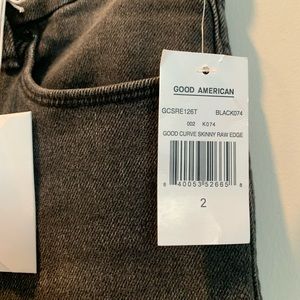 GOOD AMERICAN
GCSRE126T BLACK074
002 K074
GOOD CURVE SKINNY RAW EDGE
8 40053 52665 8
2